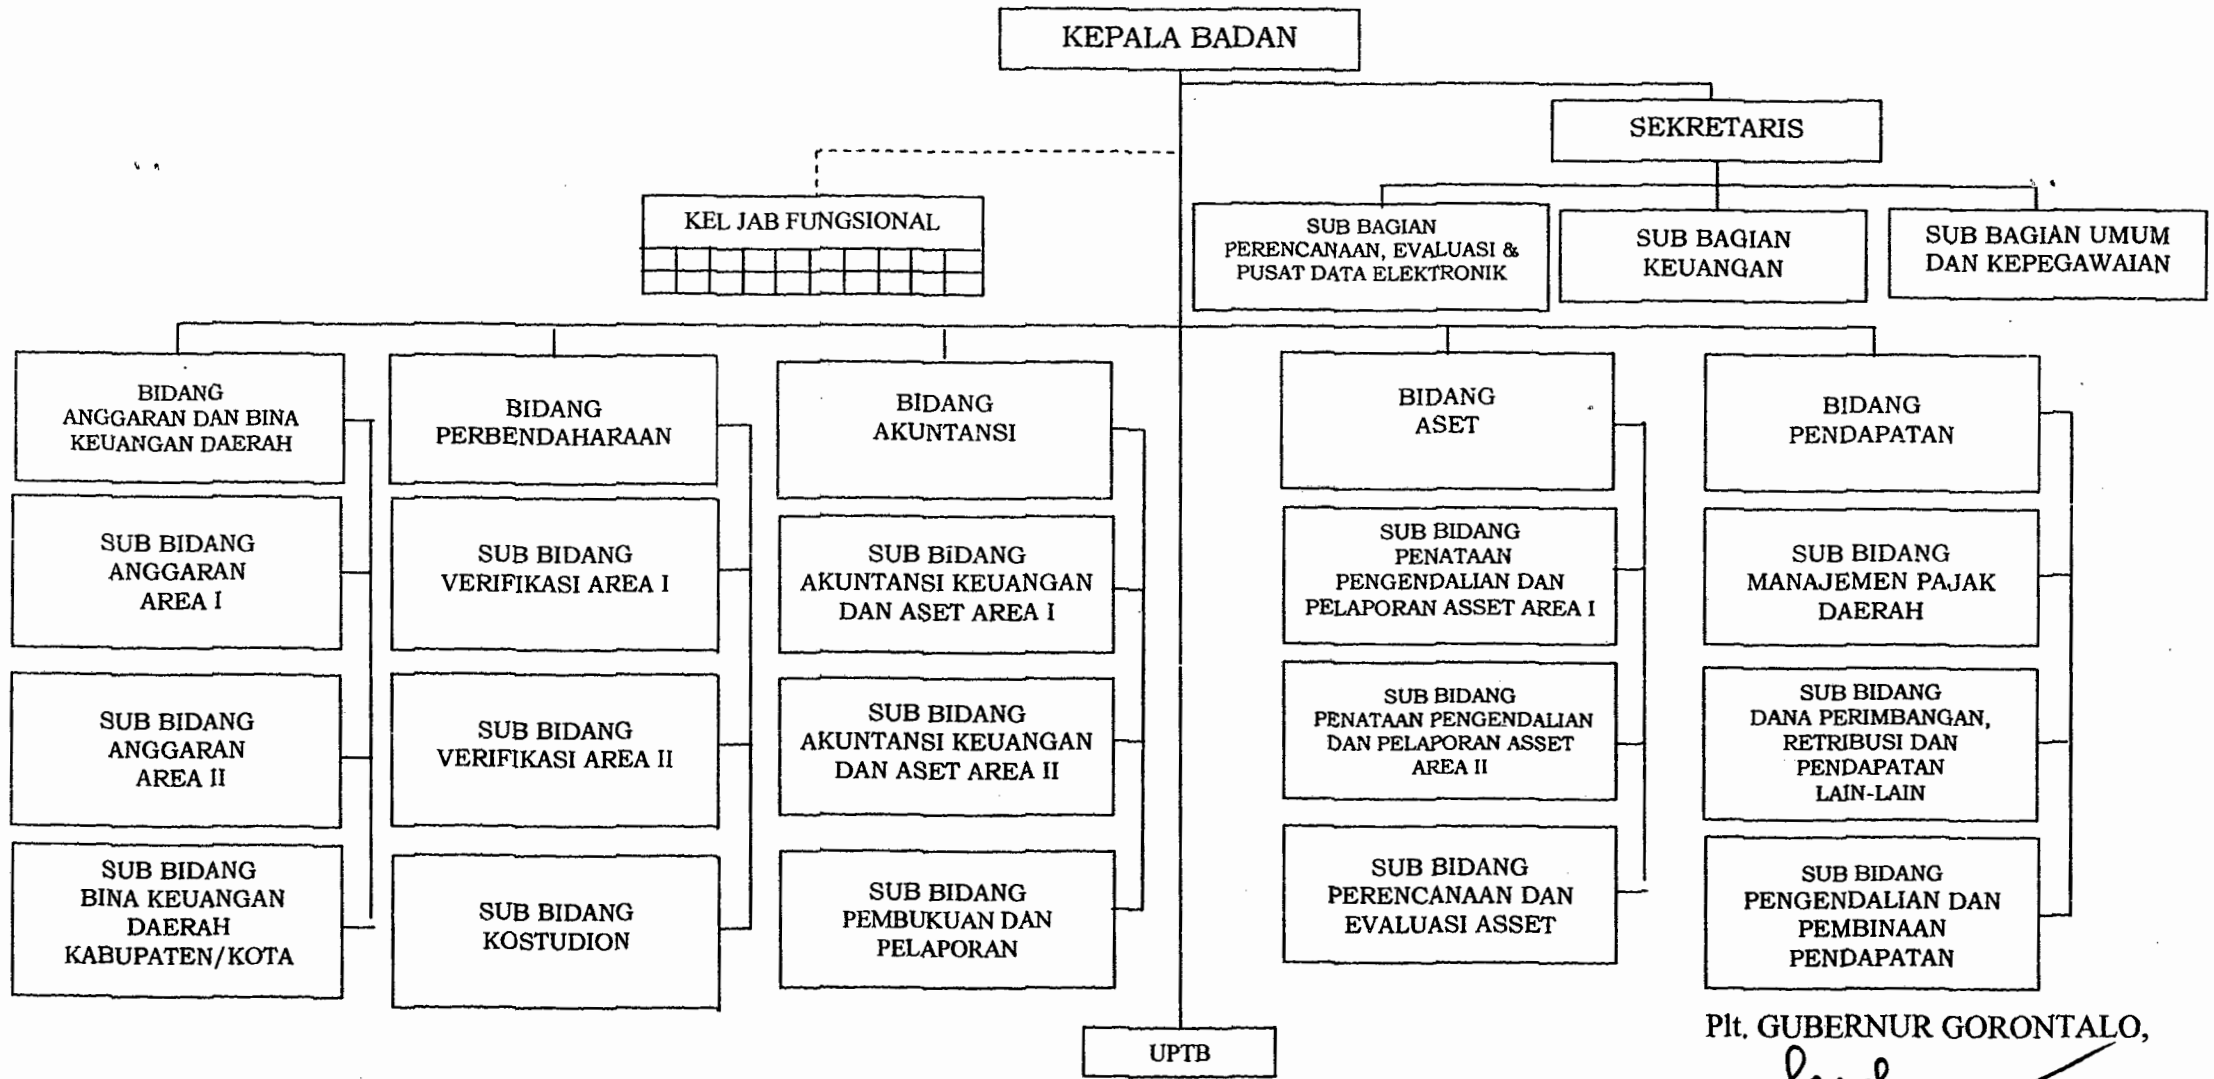 KEPALA BADAN
SEKRETARIS
KEL JAB FUNGSIONAL
SUB BAGIAN
PERENCANAAN, EVALUASI &
PUSAT DATA ELEKTRONIK
SUB BAGIAN
KEUANGAN
SUB BAGIAN UMUM
DAN KEPEGAWAIAN
BIDANG
ANGGARAN DAN BINA
KEUANGAN DAERAH
SUB BIDANG
ANGGARAN
AREA I
SUB BIDANG
ANGGARAN
AREA II
SUB BIDANG
BINA KEUANGAN
DAERAH
KABUPATEN/KOTA
BIDANG
PERBENDAHARAAN
SUB BIDANG
VERIFIKASI AREA I
SUB BIDANG
VERIFIKASI AREA II
SUB BIDANG
KOSTUDION
BIDANG
AKUNTANSI
SUB BIDANG
AKUNTANSI KEUANGAN
DAN ASET AREA I
SUB BIDANG
AKUNTANSI KEUANGAN
DAN ASET AREA II
SUB BIDANG
PEMBUKUAN DAN
PELAPORAN
BIDANG
ASET
SUB BIDANG
PENATAAN
PENGENDALIAN DAN
PELAPORAN ASSET AREA I
SUB BIDANG
PENATAAN PENGENDALIAN
DAN PELAPORAN ASSET
AREA II
SUB BIDANG
PERENCANAAN DAN
EVALUASI ASSET
BIDANG
PENDAPATAN
SUB BIDANG
MANAJEMEN PAJAK
DAERAH
SUB BIDANG
DANA PERIMBANGAN,
RETRIBUSI DAN
PENDAPATAN
LAIN-LAIN
SUB BIDANG
PENGENDALIAN DAN
PEMBINAAN
PENDAPATAN
UPTB
Plt. GUBERNUR GORONTALO,